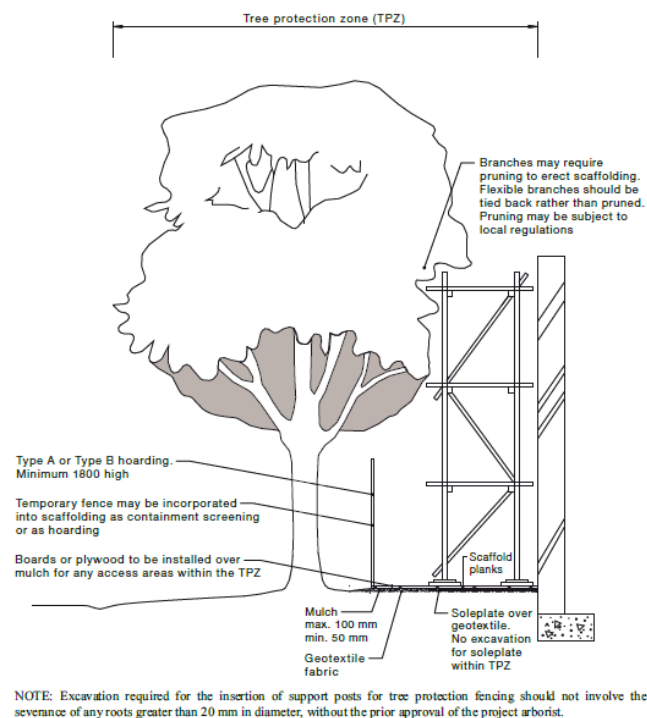 Tree protection zone (TPZ)
Branches may require
pruning to erect scaffolding.
Flexible branches should be
tied back rather than pruned.
Pruning may be subject to
local regulations
Type A or Type B hoarding.
Minimum 1800 high
Temporary fence may be incorporated
into scaffolding as containment screening
or as hoarding
Boards or plywood to be installed over
mulch for any access areas within the TPZ
Scaffold
planks
Mulch
max. 100 mm
min. 50 mm
Geotextile
fabric
Soleplate over
geotextile.
No excavation
for soleplate
within TPZ
NOTE: Excavation required for the insertion of support posts for tree protection fencing should not involve the
severance of any roots greater than 20 mm in diameter, without the prior approval of the project arborist.